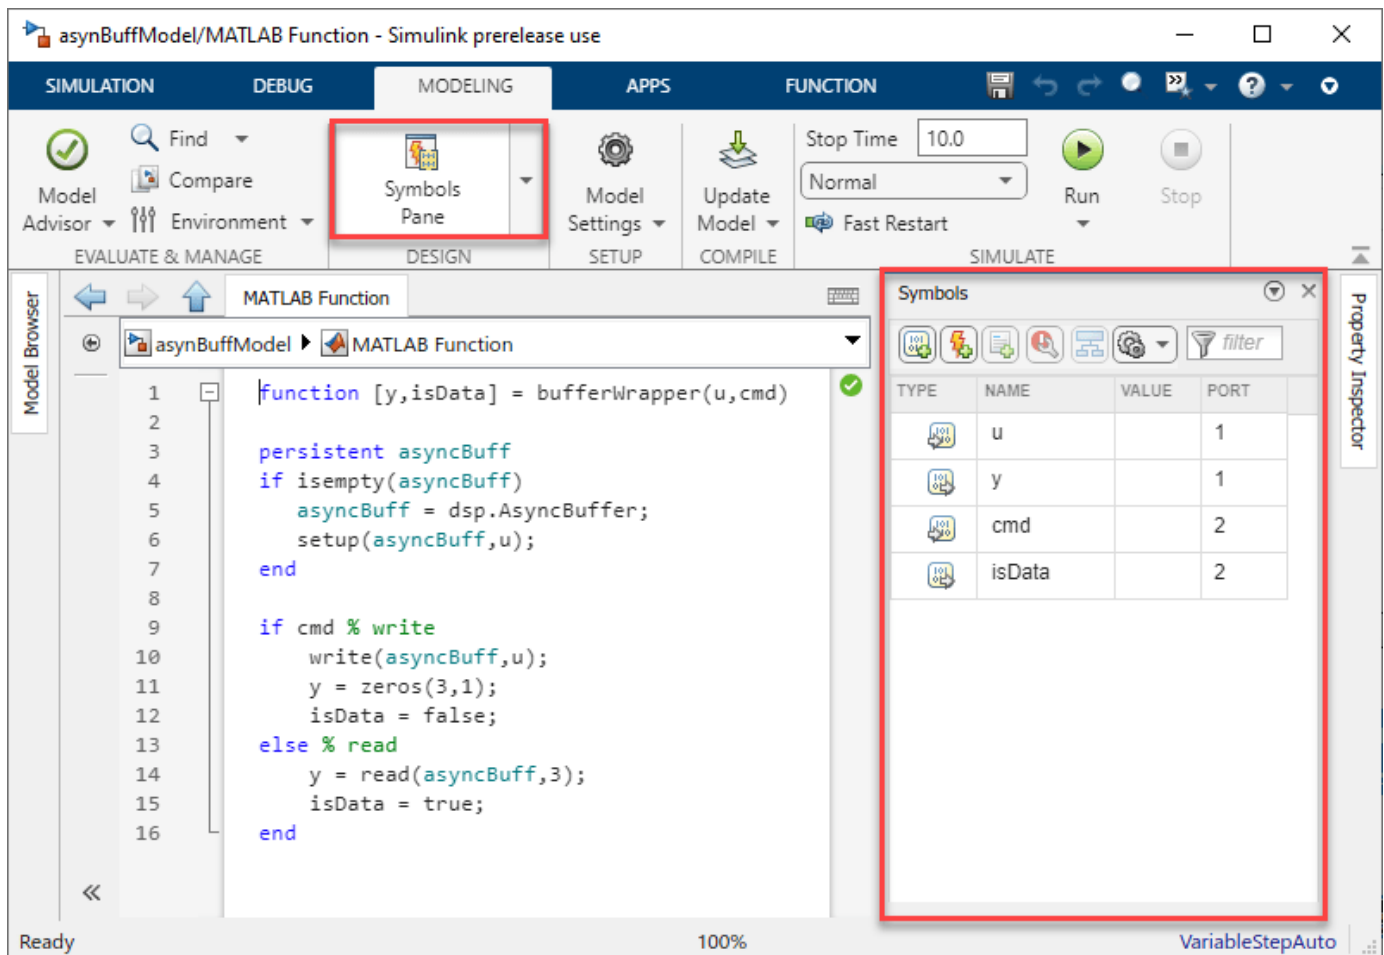 asynBuffModel/MATLAB Function - Simulink prerelease use
SIMULATION DEBUG MODELING APPS FUNCTION
Model Advisor
Find
Compare
Environment
EVALUATE & MANAGE
Symbols Pane
DESIGN
Model Settings
SETUP
Update Model
COMPILE
Stop Time 10.0
Normal
Fast Restart
Run
Stop
SIMULATE
Model Browser
MATLAB Function
asynBuffModel MATLAB Function
1 function [y,isData] = bufferWrapper(u,cmd)
2
3 persistent asyncBuff
4 if isempty(asyncBuff)
5 asyncBuff = dsp.AsyncBuffer;
6 setup(asyncBuff,u);
7 end
8
9 if cmd % write
10 write(asyncBuff,u);
11 y = zeros(3,1);
12 isData = false;
13 else % read
14 y = read(asyncBuff,3);
15 isData = true;
16 end
Symbols
filter
TYPE NAME VALUE PORT
u 1
y 1
cmd 2
isData 2
Property Inspector
Ready 100% VariableStepAuto